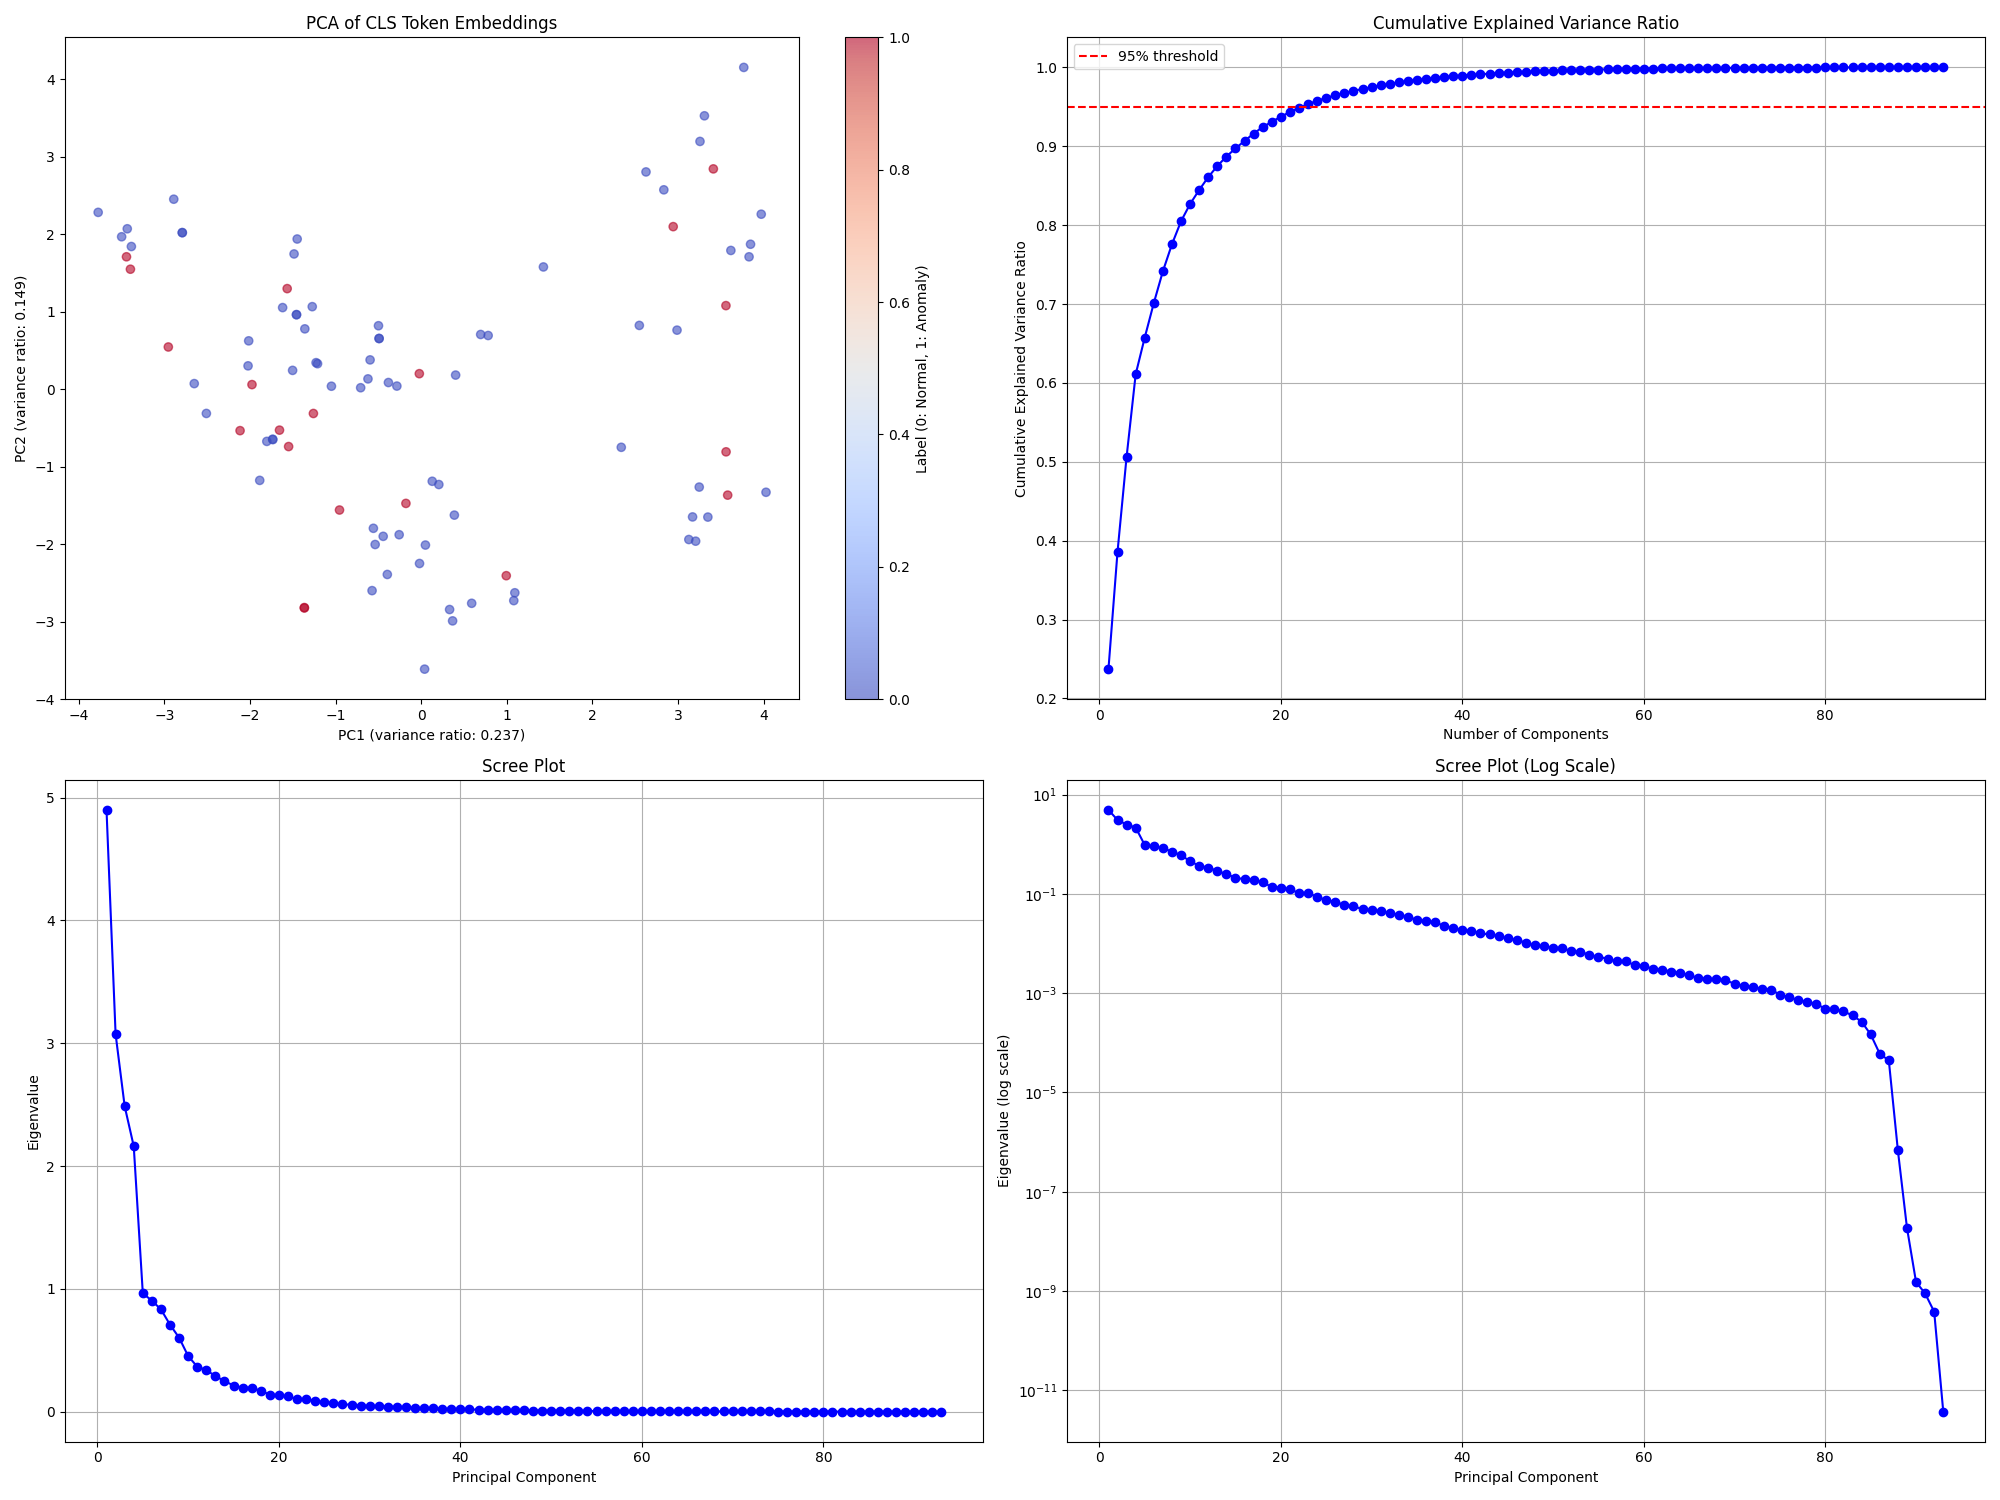 PCA of CLS Token Embeddings
4
3
2
1
0
−1
−2
−3
−4
PC2 (variance ratio: 0.149)
−4 −3 −2 −1 0 1 2 3 4
PC1 (variance ratio: 0.237)
1.0
0.8
0.6
0.4
0.2
0.0
Label (0: Normal, 1: Anomaly)
Cumulative Explained Variance Ratio
95% threshold
1.0
0.9
0.8
0.7
0.6
0.5
0.4
0.3
0.2
Cumulative Explained Variance Ratio
0 20 40 60 80
Number of Components
Scree Plot
5
4
3
2
1
0
Eigenvalue
0 20 40 60 80
Principal Component
Scree Plot (Log Scale)
10¹
10⁻¹
10⁻³
10⁻⁵
10⁻⁷
10⁻⁹
10⁻¹¹
Eigenvalue (log scale)
0 20 40 60 80
Principal Component